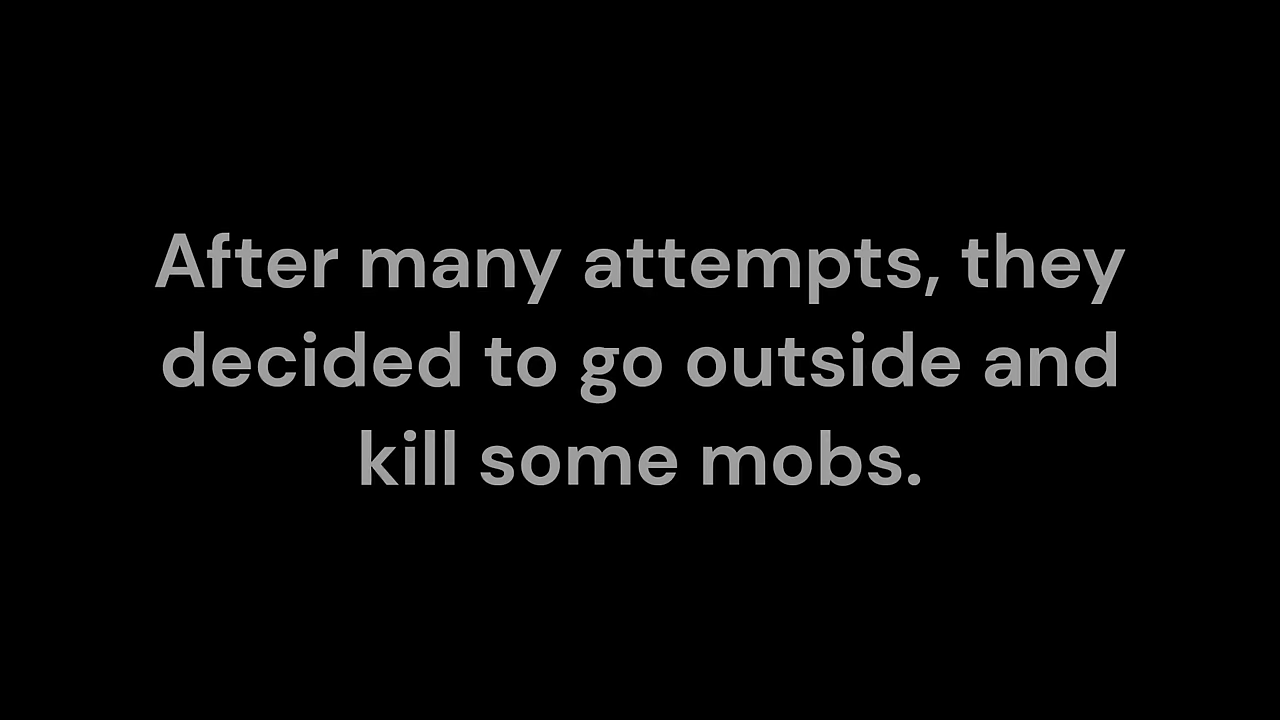 After many attempts, they
decided to go outside and
kill some mobs.